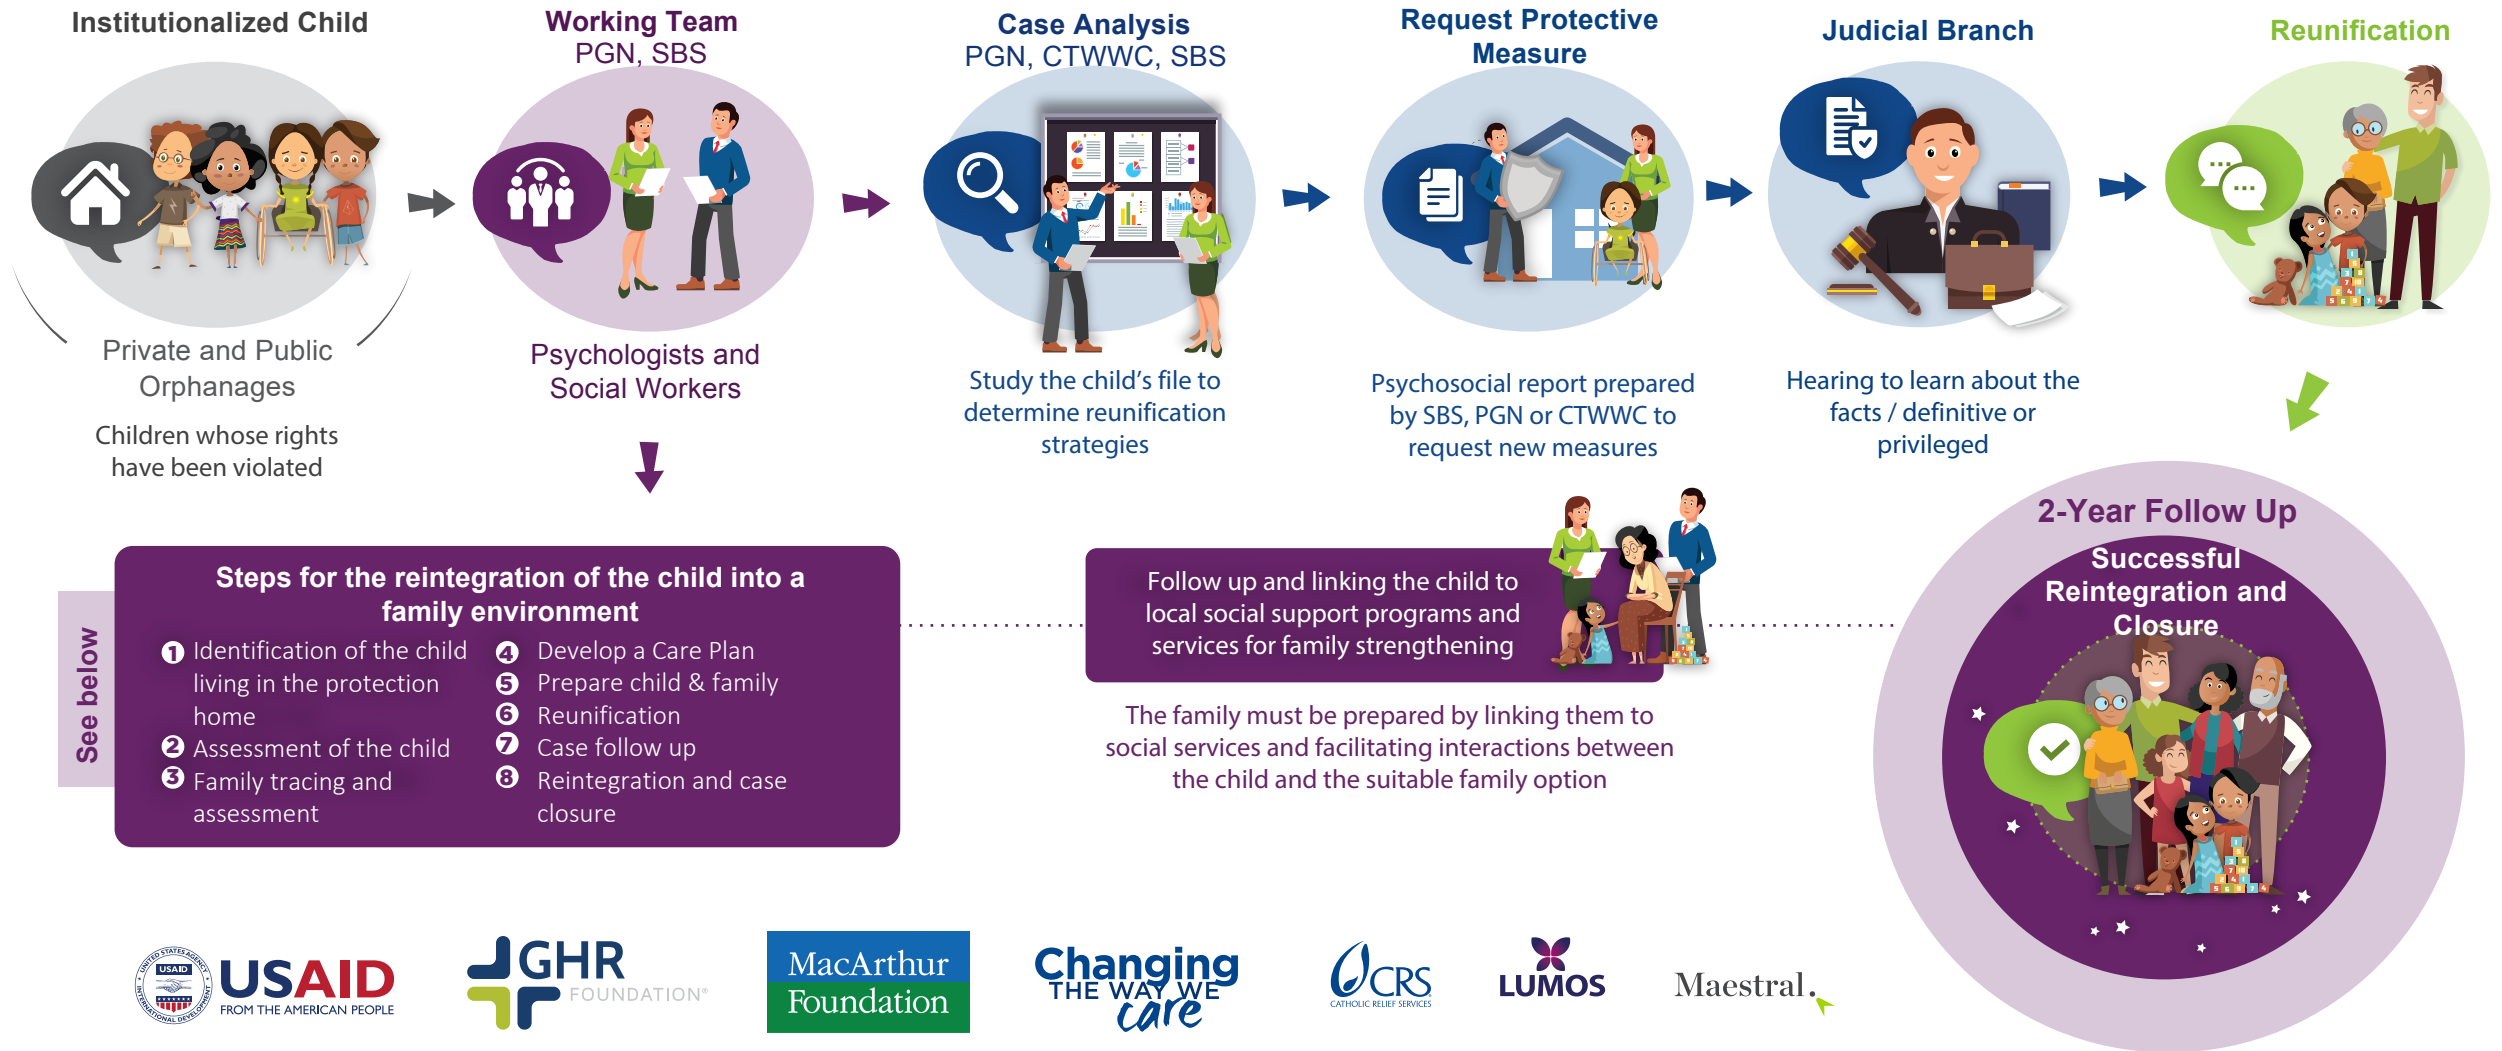 Institutionalized Child
Private and Public
Orphanages
Children whose rights
have been violated
Working Team
PGN, SBS
Psychologists and
Social Workers
Case Analysis
PGN, CTWWC, SBS
Study the child’s file to
determine reunification
strategies
Request Protective
Measure
Psychosocial report prepared
by SBS, PGN or CTWWC to
request new measures
Judicial Branch
Hearing to learn about the
facts / definitive or
privileged
Reunification
See below
Steps for the reintegration of the child into a
family environment
1 Identification of the child
living in the protection
home
2 Assessment of the child
3 Family tracing and
assessment
4 Develop a Care Plan
5 Prepare child & family
6 Reunification
7 Case follow up
8 Reintegration and case
closure
Follow up and linking the child to
local social support programs and
services for family strengthening
The family must be prepared by linking them to
social services and facilitating interactions between
the child and the suitable family option
2-Year Follow Up
Successful
Reintegration and
Closure
UNITED STATES AGENCY
INTERNATIONAL DEVELOPMENT
USAID
USAID
FROM THE AMERICAN PEOPLE
GHR
FOUNDATION®
MacArthur
Foundation
Changing
THE WAY WE
care
CRS
CATHOLIC RELIEF SERVICES
LUMOS
Maestral.